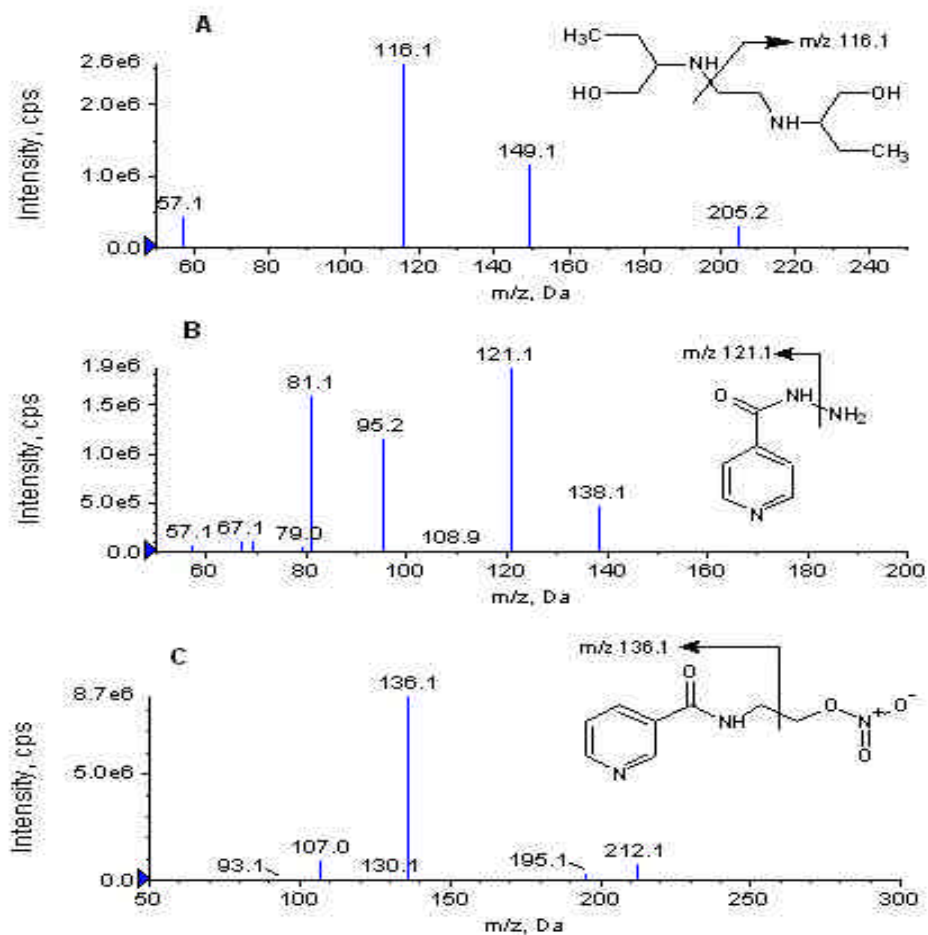 A
Intensity, cps
2.6e6
2.0e6
1.0e6
0.0
57.1
116.1
149.1
205.2
60 80 100 120 140 160 180 200 220 240
m/z, Da
H₃C
HO
NH
NH
OH
CH₃
m/z 116.1
B
Intensity, cps
1.9e6
1.5e6
1.0e6
5.0e5
0.0
57.1
67.1
79.0
81.1
95.2
108.9
121.1
138.1
60 80 100 120 140 160 180 200
m/z, Da
m/z 121.1
O
NH
NH₂
N
C
Intensity, cps
8.7e6
5.0e6
0.0
93.1
107.0
130.1
136.1
195.1
212.1
50 100 150 200 250 300
m/z, Da
m/z 136.1
O
NH
N
O
N⁺
O⁻
O